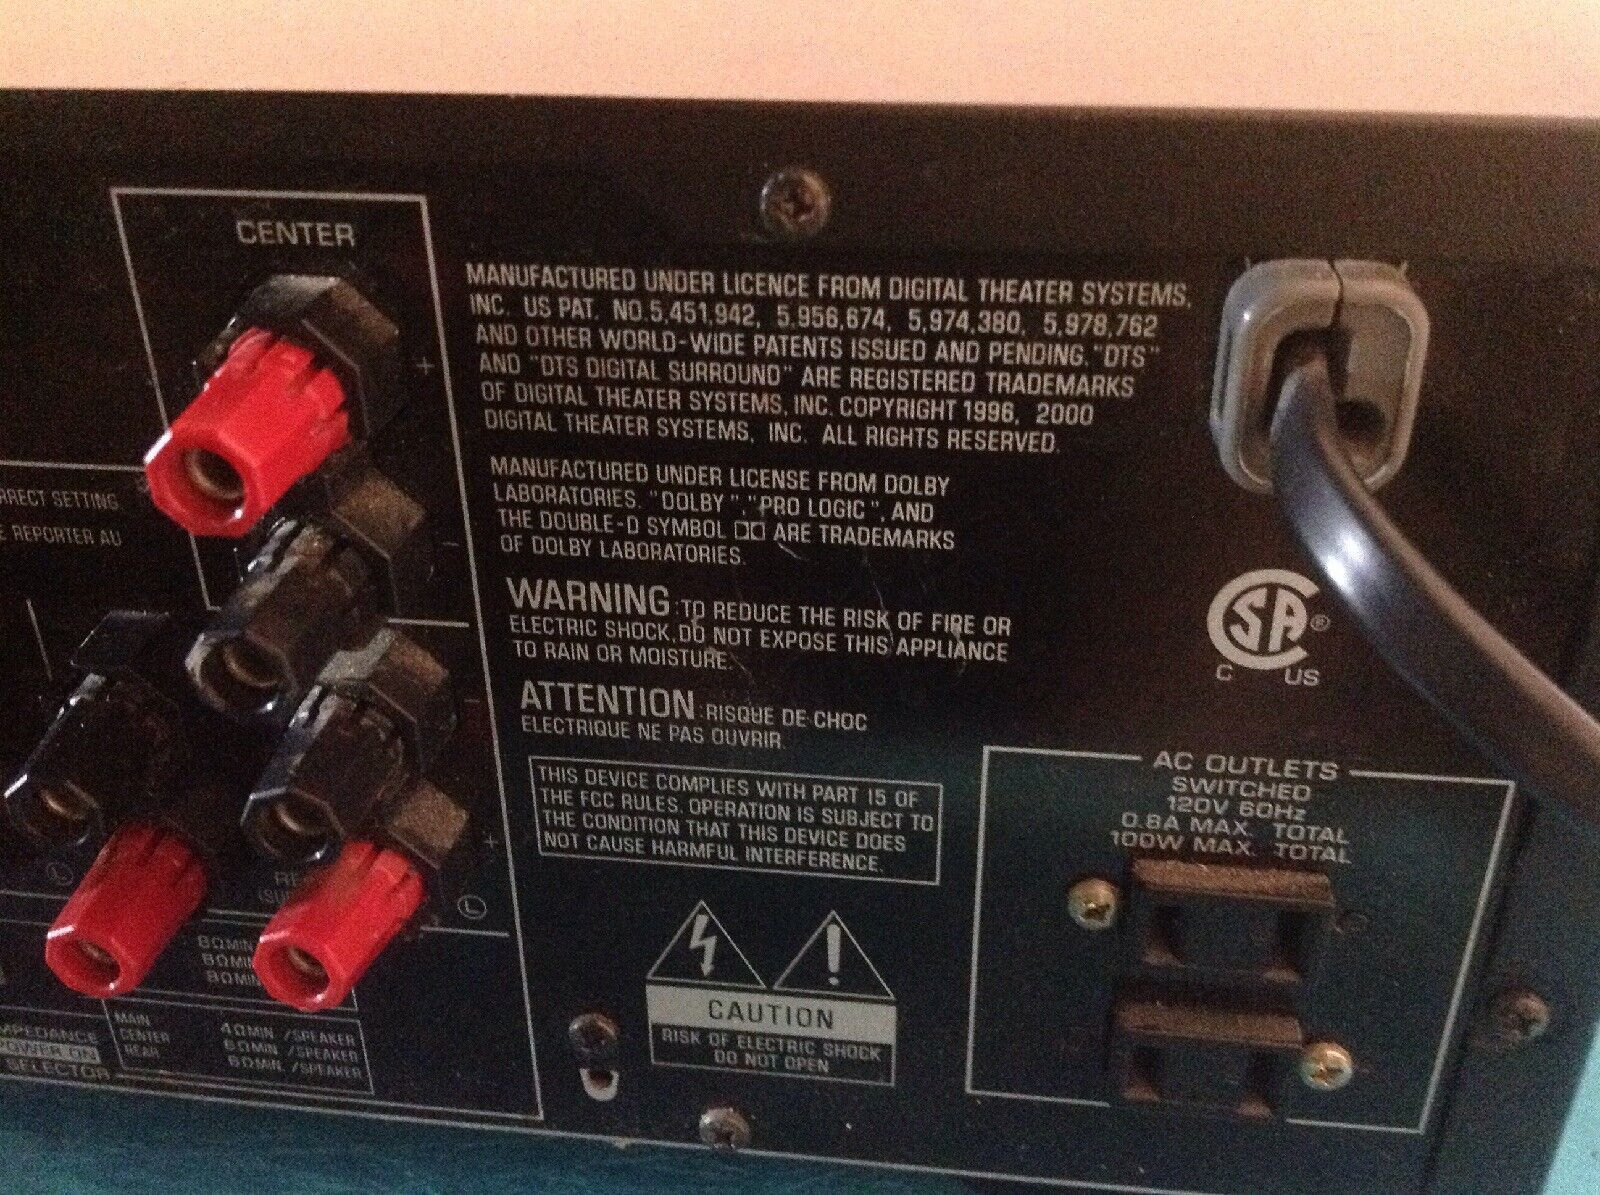 CENTER
+
-
RRECT SETTING.
E REPORTER AU
-
+
L
L
8ΩMIN.
8ΩMIN
8ΩMIN
MPEDANCE
POWER ON
SELECTOR
MAIN 4ΩMIN. /SPEAKER
CENTER 6ΩMIN. /SPEAKER
REAR 6ΩMIN. /SPEAKER
MANUFACTURED UNDER LICENCE FROM DIGITAL THEATER SYSTEMS,
INC. US PAT. NO.5,451,942, 5,956,674, 5,974,380, 5,978,762
AND OTHER WORLD-WIDE PATENTS ISSUED AND PENDING. "DTS"
AND "DTS DIGITAL SURROUND" ARE REGISTERED TRADEMARKS
OF DIGITAL THEATER SYSTEMS, INC. COPYRIGHT 1996, 2000
DIGITAL THEATER SYSTEMS, INC. ALL RIGHTS RESERVED.
MANUFACTURED UNDER LICENSE FROM DOLBY
LABORATORIES. "DOLBY", "PRO LOGIC", AND
THE DOUBLE-D SYMBOL ARE TRADEMARKS
OF DOLBY LABORATORIES.
WARNING :TO REDUCE THE RISK OF FIRE OR
ELECTRIC SHOCK, DO NOT EXPOSE THIS APPLIANCE
TO RAIN OR MOISTURE.
ATTENTION :RISQUE DE CHOC
ELECTRIQUE NE PAS OUVRIR.
THIS DEVICE COMPLIES WITH PART 15 OF
THE FCC RULES. OPERATION IS SUBJECT TO
THE CONDITION THAT THIS DEVICE DOES
NOT CAUSE HARMFUL INTERFERENCE.
CAUTION
RISK OF ELECTRIC SHOCK
DO NOT OPEN
CSA®
C US
AC OUTLETS
SWITCHED
120V 60Hz
0.8A MAX. TOTAL
100W MAX. TOTAL